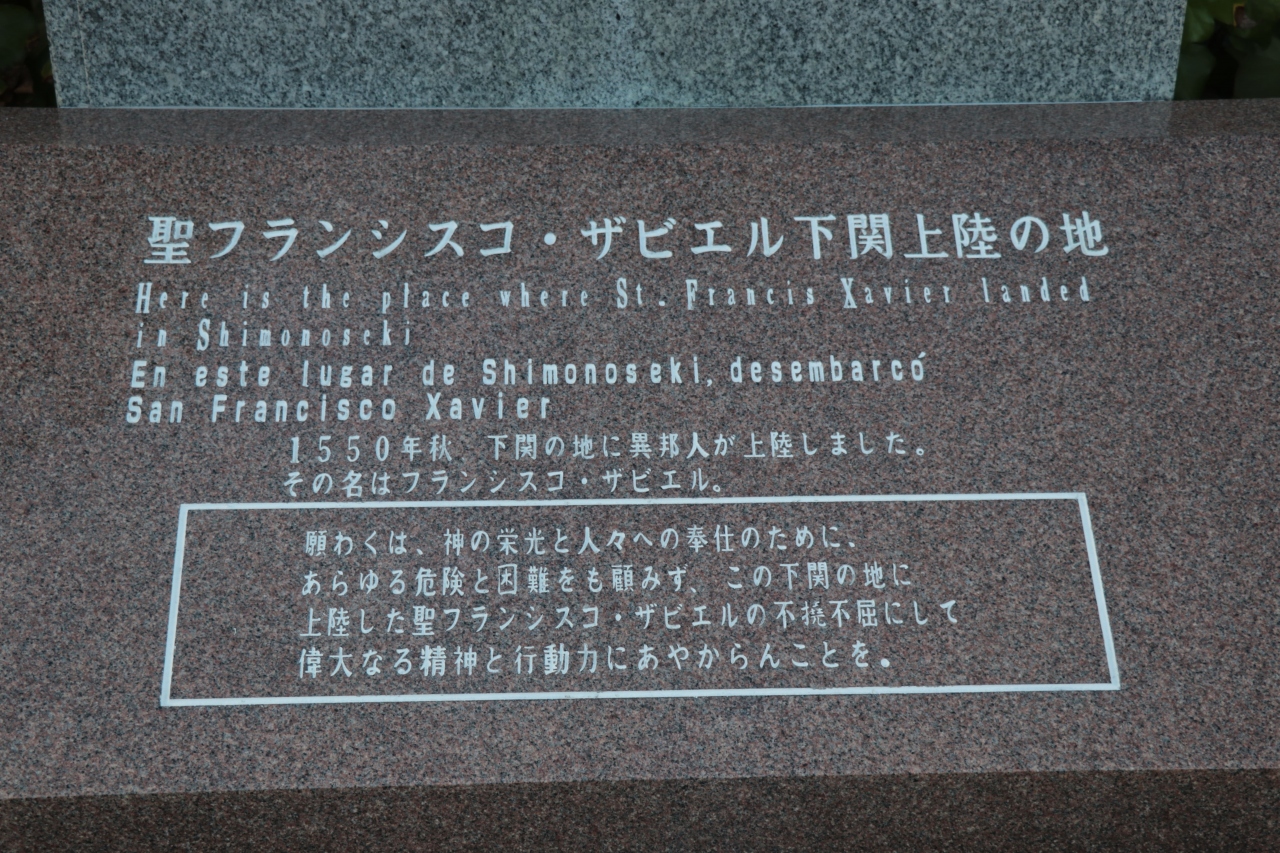 聖フランシスコ・ザビエル下関上陸の地
Here is the place where St. Francis Xavier landed
in Shimonoseki
En este lugar de Shimonoseki, desembarcó
San Francisco Xavier
1550年秋、下関の地に異邦人が上陸しました。
その名はフランシスコ・ザビエル。
願わくは、神の栄光と人々への奉仕のために、
あらゆる危険と困難をも顧みず、この下関の地に
上陸した聖フランシスコ・ザビエルの不撓不屈にして
偉大なる精神と行動力にあやからんことを。